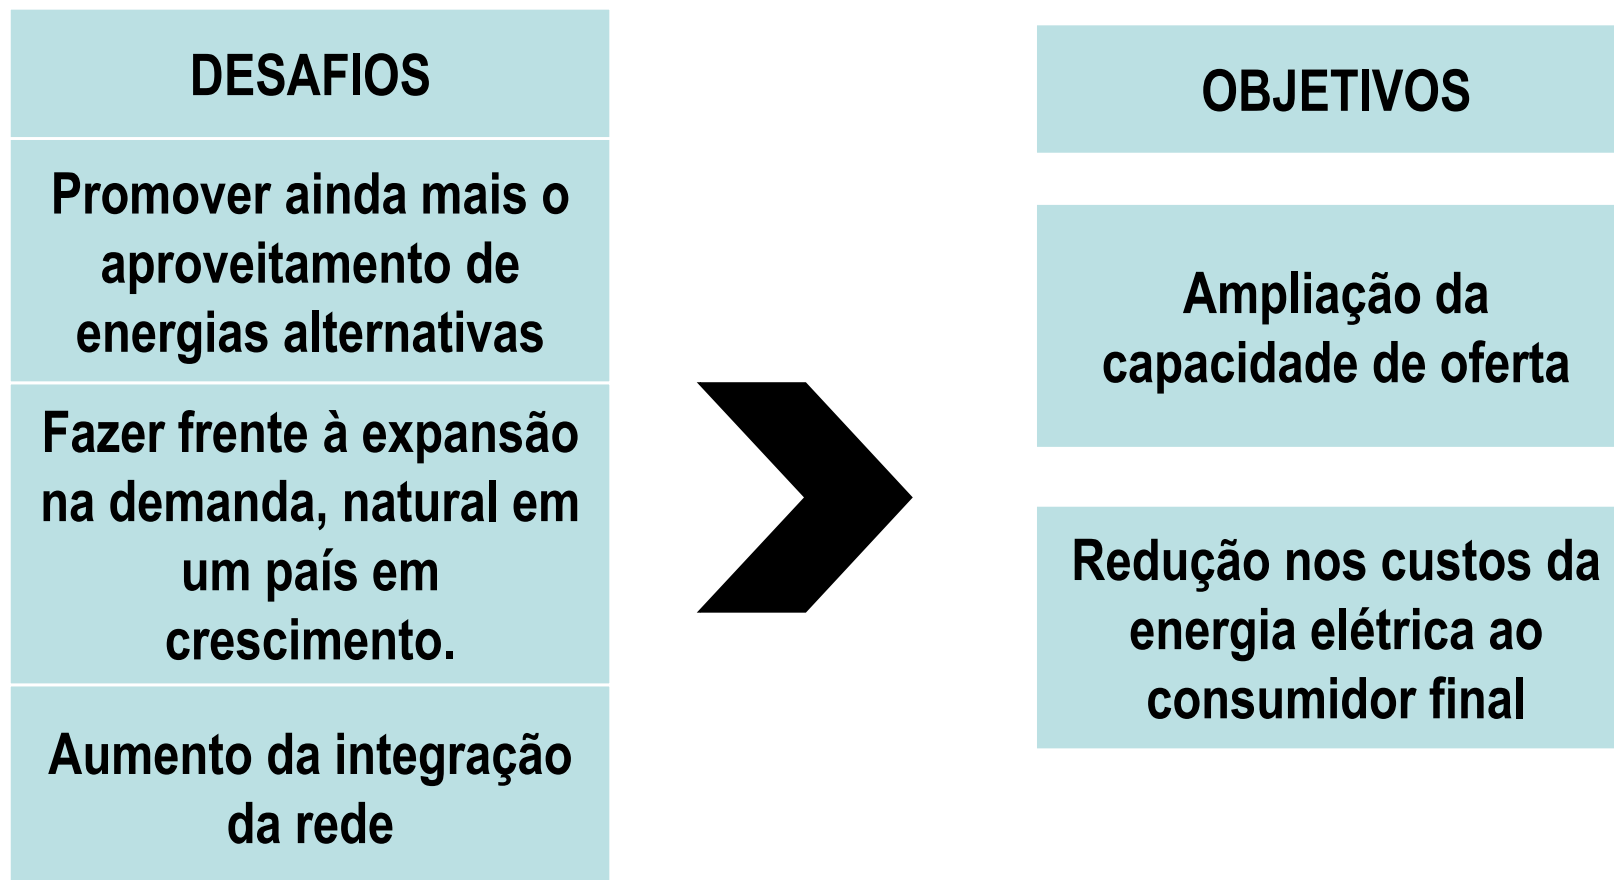 DESAFIOS
Promover ainda mais o
aproveitamento de
energias alternativas
Fazer frente à expansão
na demanda, natural em
um país em
crescimento.
Aumento da integração
da rede
OBJETIVOS
Ampliação da
capacidade de oferta
Redução nos custos da
energia elétrica ao
consumidor final